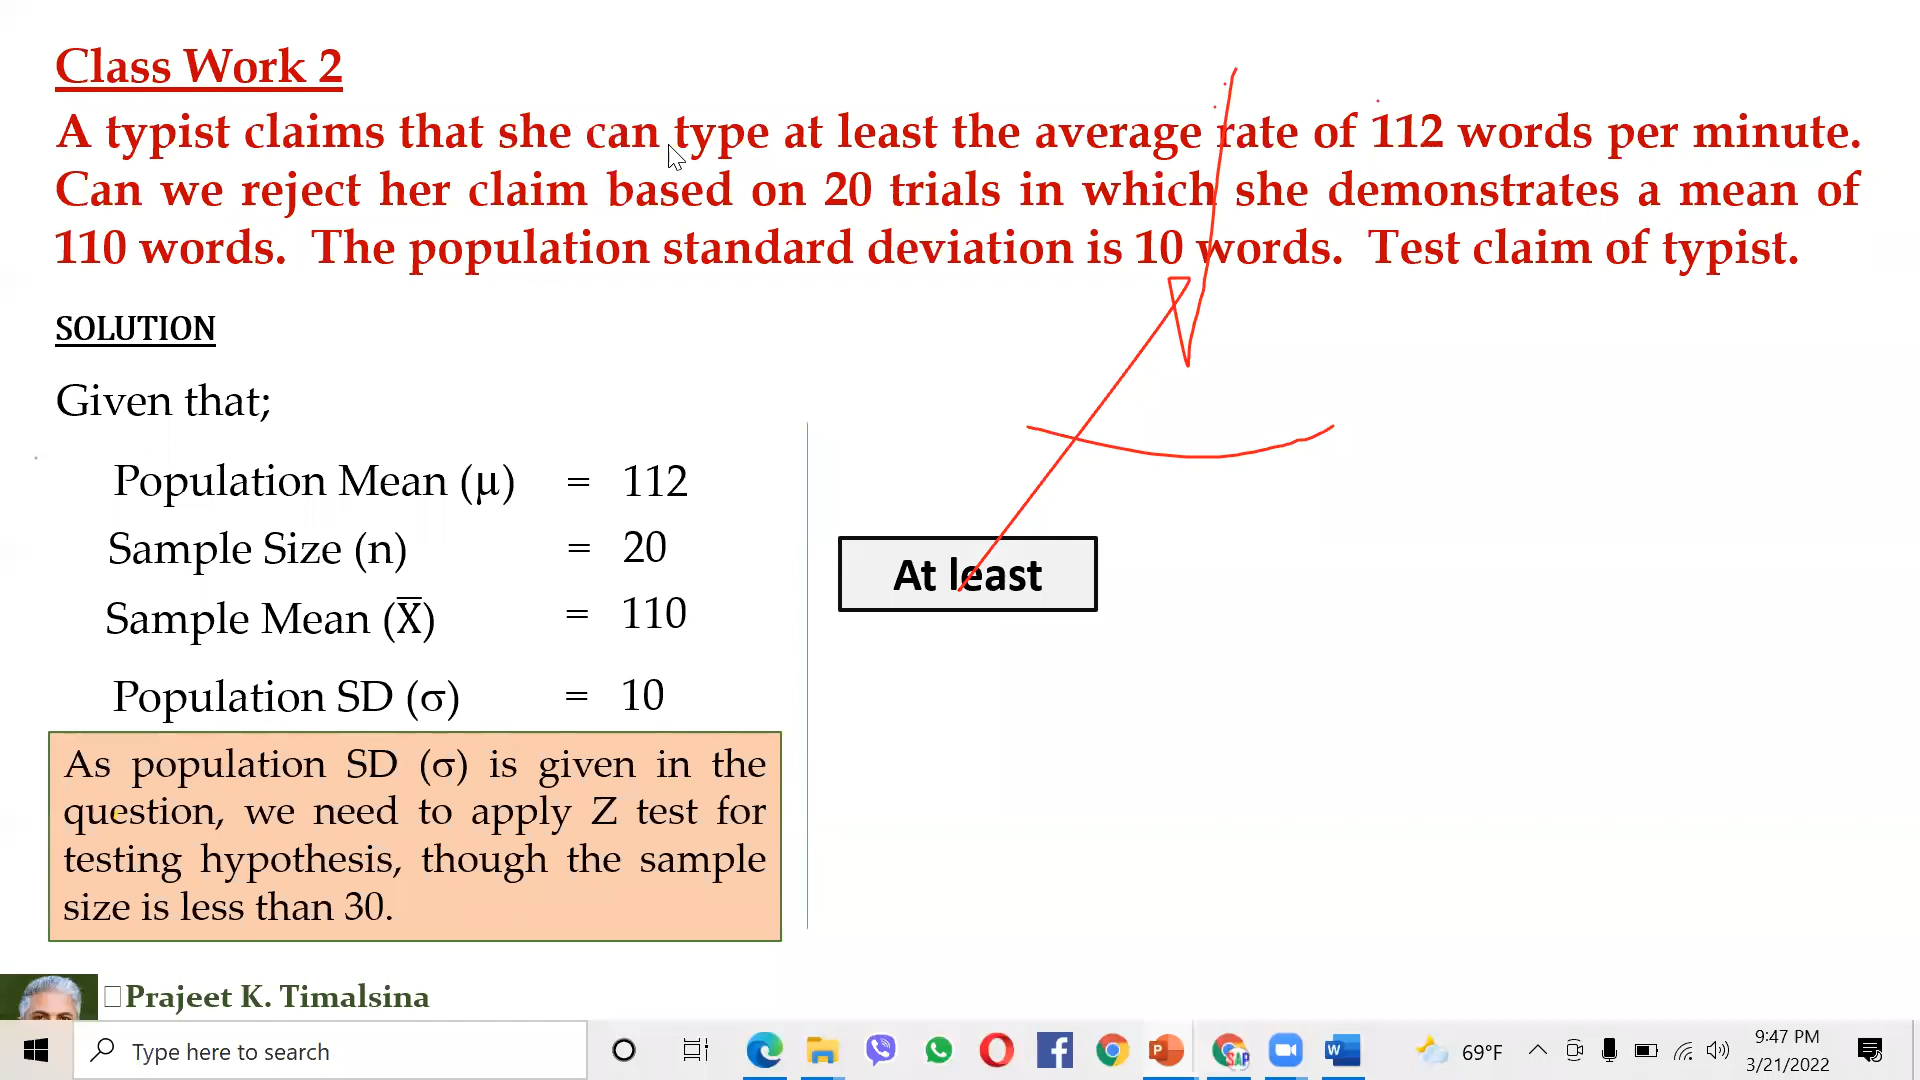 Class Work 2
A typist claims that she can type at least the average rate of 112 words per minute.
Can we reject her claim based on 20 trials in which she demonstrates a mean of
110 words. The population standard deviation is 10 words. Test claim of typist.
SOLUTION
Given that;
Population Mean (μ) = 112
Sample Size (n) = 20
Sample Mean (X̅) = 110
Population SD (σ) = 10
As population SD (σ) is given in the
question, we need to apply Z test for
testing hypothesis, though the sample
size is less than 30.
At least
Prajeet K. Timalsina
Type here to search
P
SAP
W
69°F
9:47 PM
3/21/2022